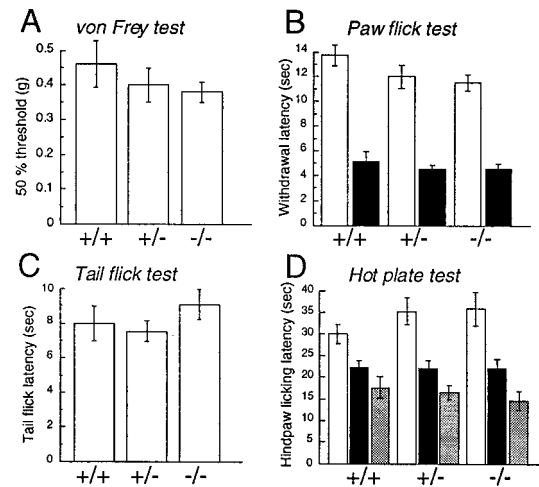 A
von Frey test
50 % threshold (g)
0.5
0.4
0.3
0.2
0.1
0
+/+ +/- -/-
B
Paw flick test
Withdrawal latency (sec)
14
12
10
8
6
4
2
0
+/+ +/- -/-
C
Tail flick test
Tail flick latency (sec)
10
8
6
4
2
0
+/+ +/- -/-
D
Hot plate test
Hindpaw licking latency (sec)
40
35
30
25
20
15
10
5
0
+/+ +/- -/-